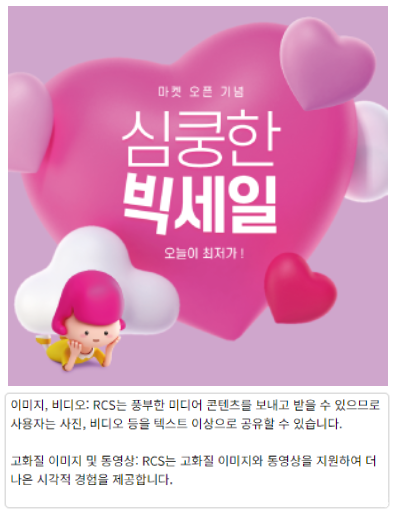 마켓 오픈 기념
심쿵한
빅세일
오늘이 최저가 !
이미지, 비디오: RCS는 풍부한 미디어 콘텐츠를 보내고 받을 수 있으므로
사용자는 사진, 비디오 등을 텍스트 이상으로 공유할 수 있습니다.
고화질 이미지 및 동영상: RCS는 고화질 이미지와 동영상을 지원하여 더
나은 시각적 경험을 제공합니다.